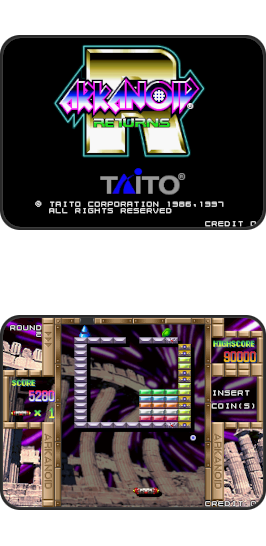 R
ARKANOID®
RETURNS
TAITO®
© TAITO CORPORATION 1986,1997
ALL RIGHTS RESERVED
CREDIT 0
ROUND
2
HIGHSCORE
90000
SCORE
5280
× 1
INSERT
COIN(S)
ARKANOID
ARKANOID
CREDIT 0